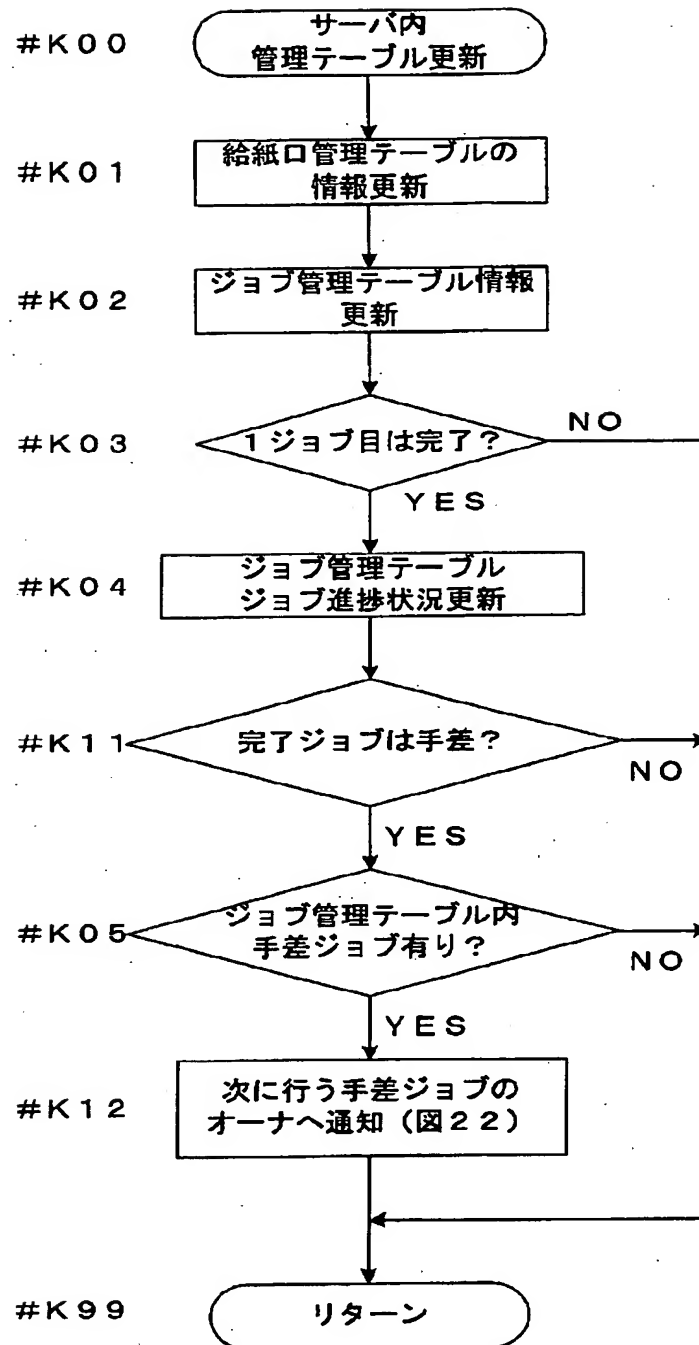 #K00
サーバ内
管理テーブル更新
#K01
給紙口管理テーブルの
情報更新
#K02
ジョブ管理テーブル情報
更新
#K03
1ジョブ目は完了?
NO
YES
#K04
ジョブ管理テーブル
ジョブ進捗状況更新
#K11
完了ジョブは手差?
NO
YES
#K05
ジョブ管理テーブル内
手差ジョブ有り?
NO
YES
#K12
次に行う手差ジョブの
オーナへ通知(図22)
#K99
リターン